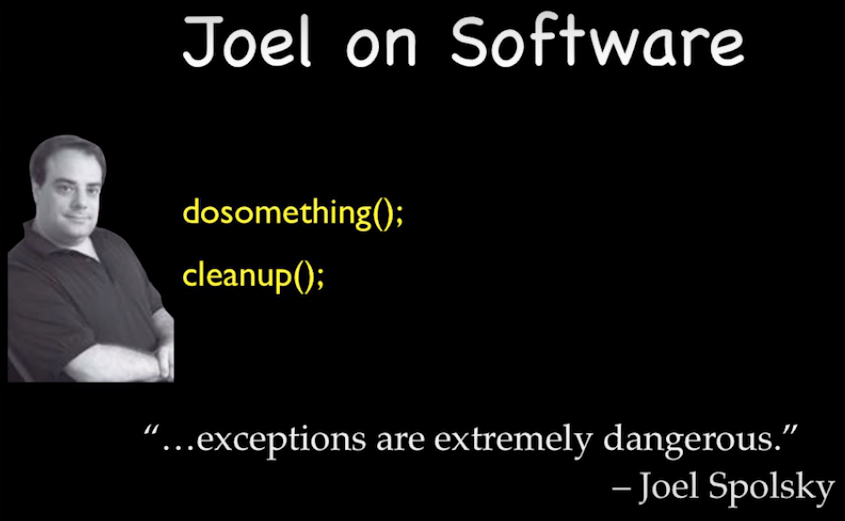 Joel on Software
dosomething();
cleanup();
“…exceptions are extremely dangerous.”
– Joel Spolsky